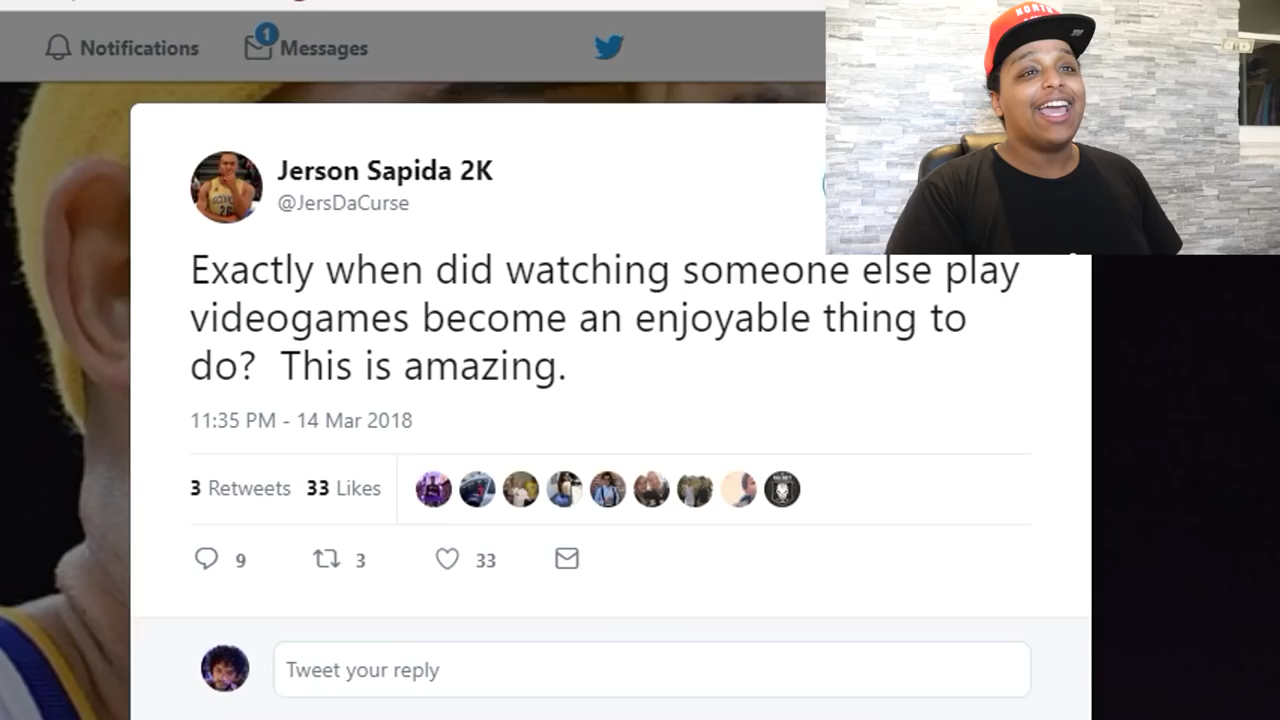 Notifications
1
Messages
NORTH
Jerson Sapida 2K
@JersDaCurse
Exactly when did watching someone else play
videogames become an enjoyable thing to
do?  This is amazing.
11:35 PM - 14 Mar 2018
3 Retweets 33 Likes
9 3 33
Tweet your reply